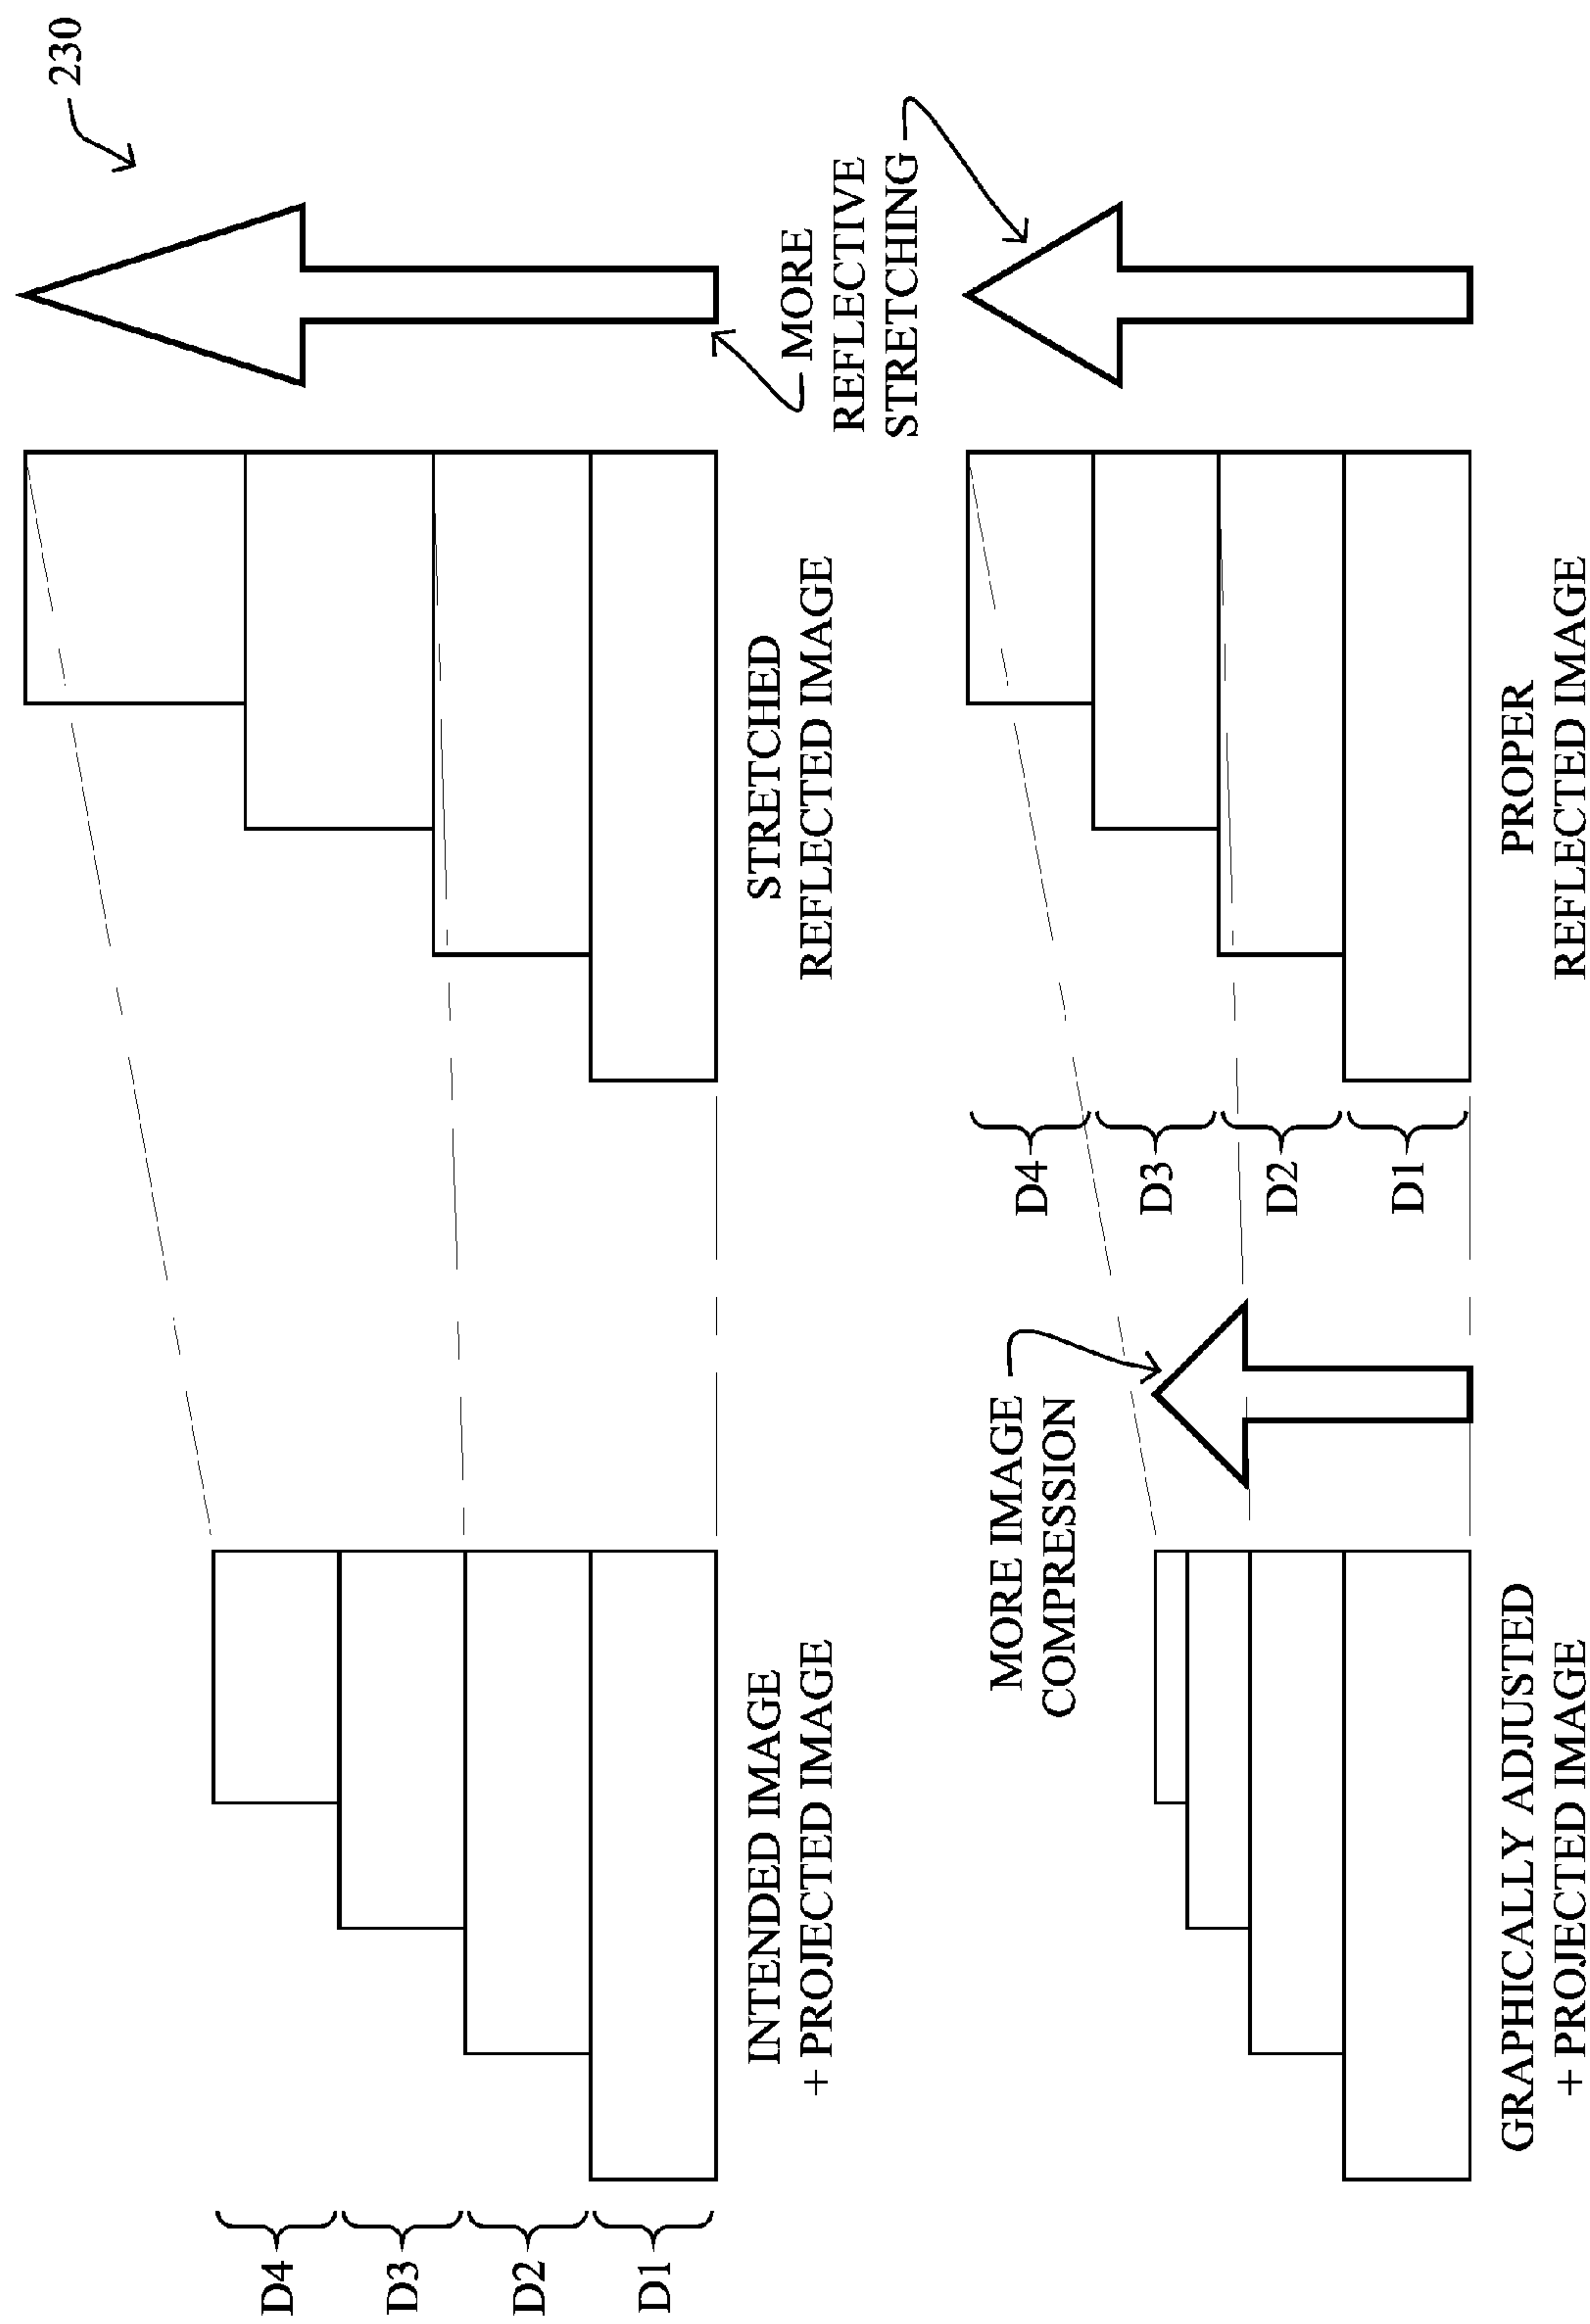 230
D4
D3
D2
D1
INTENDED IMAGE
+ PROJECTED IMAGE
STRETCHED
REFLECTED IMAGE
MORE
REFLECTIVE
STRETCHING
MORE IMAGE
COMPRESSION
D4
D3
D2
D1
GRAPHICALLY ADJUSTED
+ PROJECTED IMAGE
PROPER
REFLECTED IMAGE